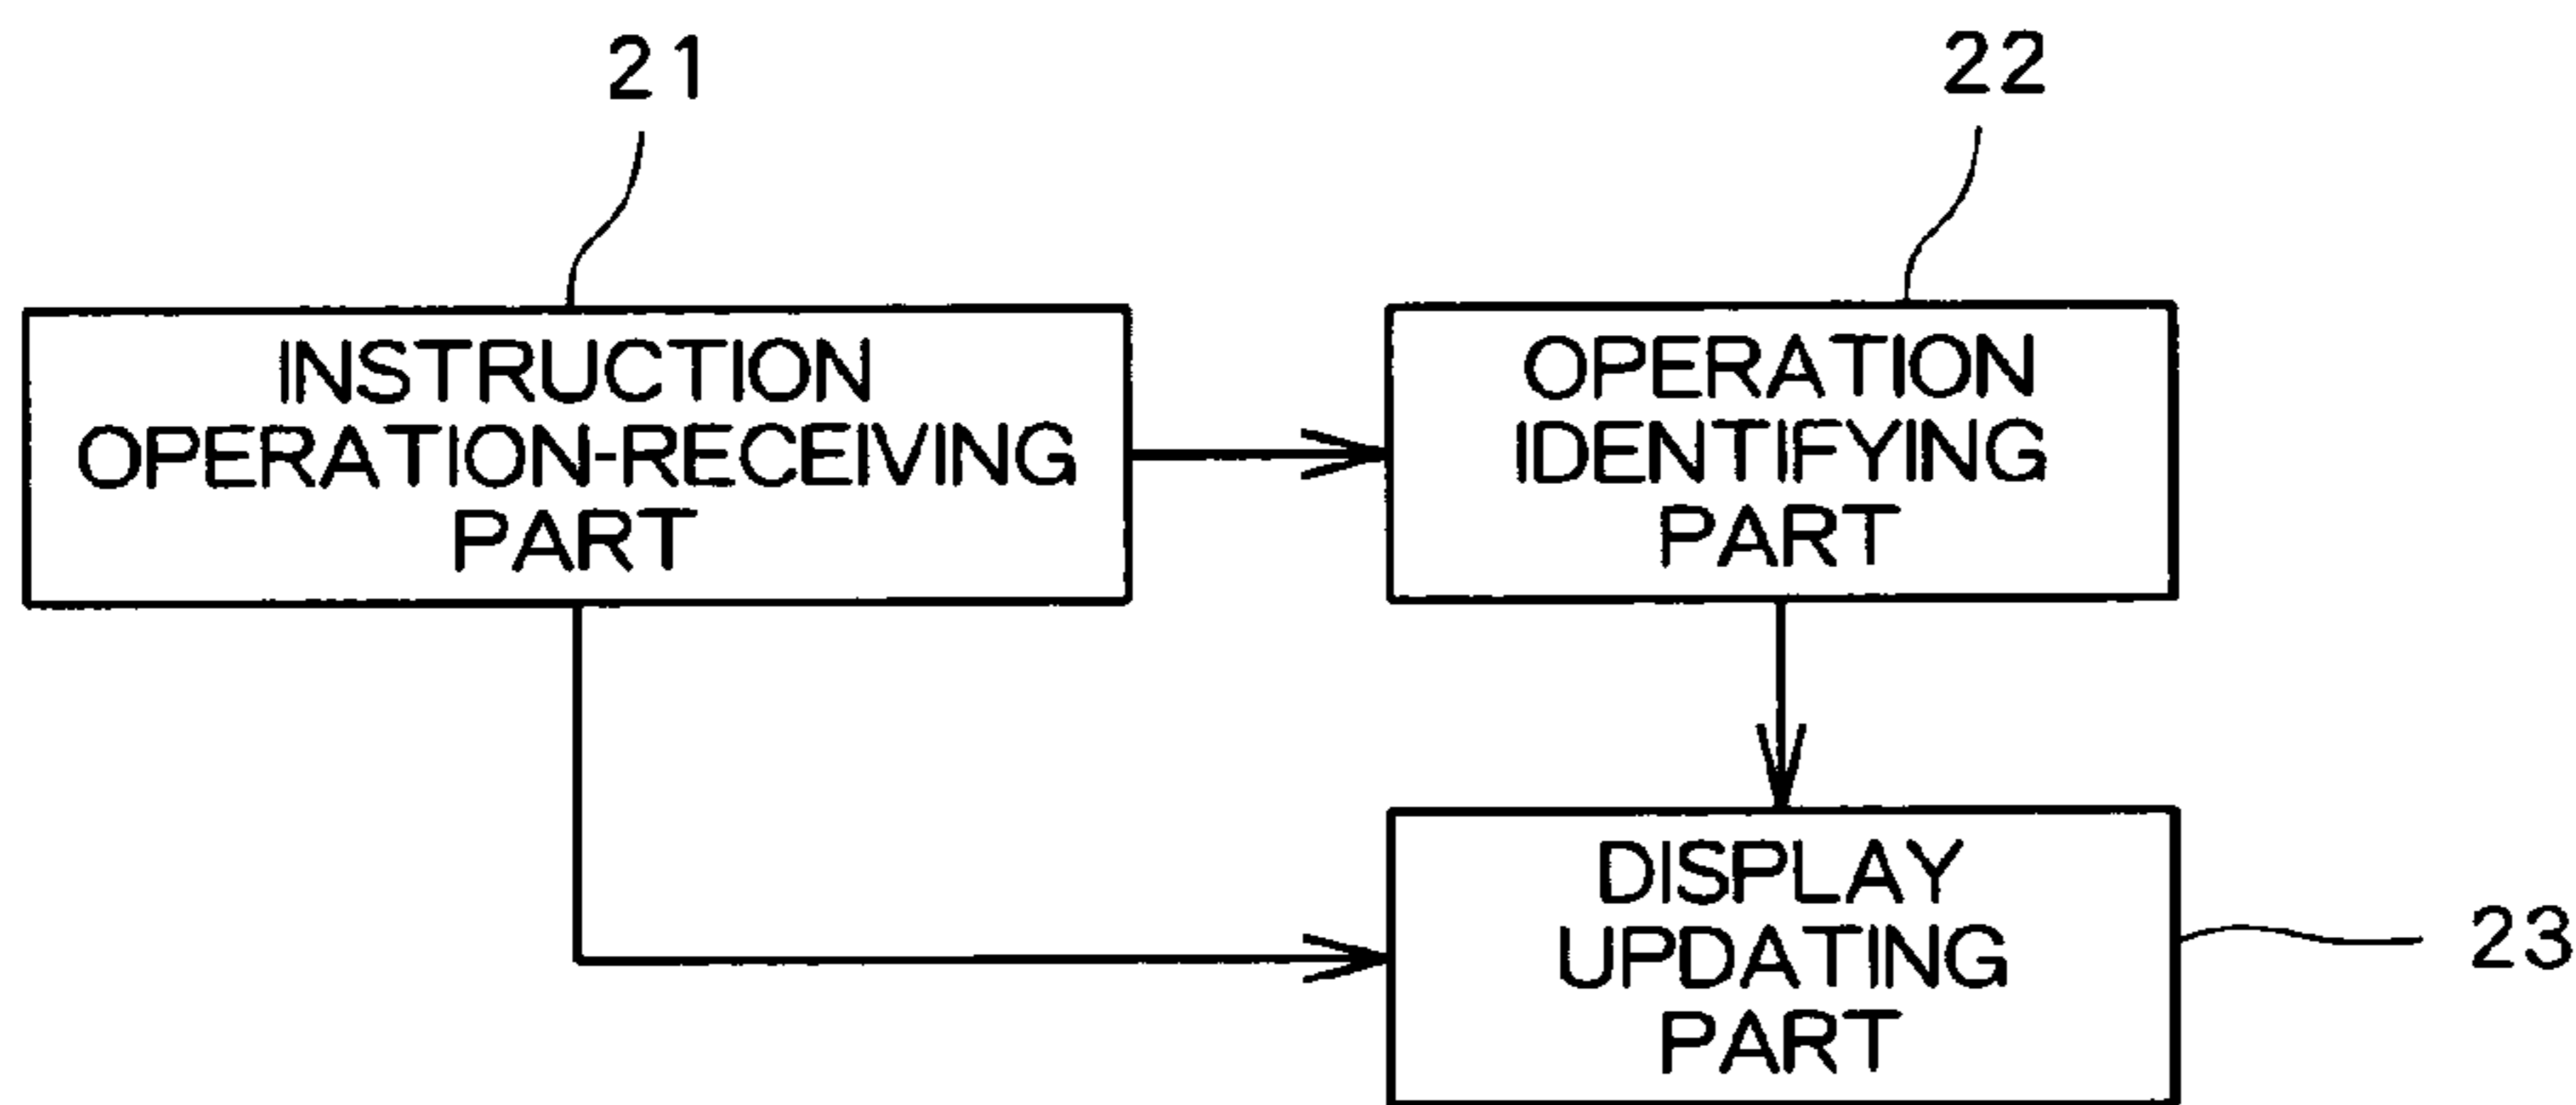 21
22
INSTRUCTION
OPERATION-RECEIVING
PART
OPERATION
IDENTIFYING
PART
DISPLAY
UPDATING
PART
23